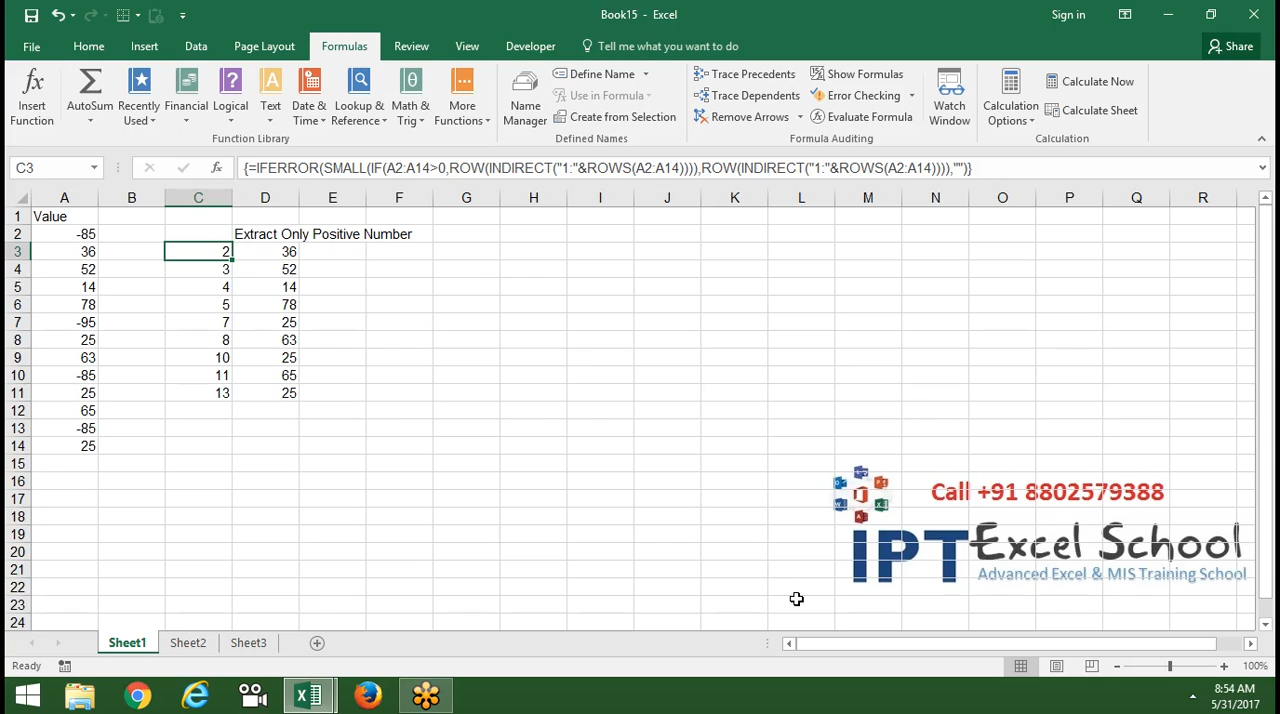 Book15 - Excel
Sign in
File Home Insert Data Page Layout Formulas Review View Developer Tell me what you want to do Share
Insert Function
AutoSum
Recently Used
Financial
Logical
Text
Date & Time
Lookup & Reference
Math & Trig
More Functions
Function Library
Name Manager
Define Name
Use in Formula
Create from Selection
Defined Names
Trace Precedents
Trace Dependents
Remove Arrows
Show Formulas
Error Checking
Evaluate Formula
Formula Auditing
Watch Window
Calculation Options
Calculate Now
Calculate Sheet
Calculation
C3 fx {=IFERROR(SMALL(IF(A2:A14>0,ROW(INDIRECT("1:"&ROWS(A2:A14)))),ROW(INDIRECT("1:"&ROWS(A2:A14)))),"")}
A B C D E F G H I J K L M N O P Q R
1 Value
2 -85 Extract Only Positive Number
3 36 2 36
4 52 3 52
5 14 4 14
6 78 5 78
7 -95 7 25
8 25 8 63
9 63 10 25
10 -85 11 65
11 25 13 25
12 65
13 -85
14 25
15
16
17
18
19
20
21
22
23
24
Call +91 8802579388
IPT Excel School
Advanced Excel & MIS Training School
Sheet1 Sheet2 Sheet3
Ready
100%
8:54 AM
5/31/2017